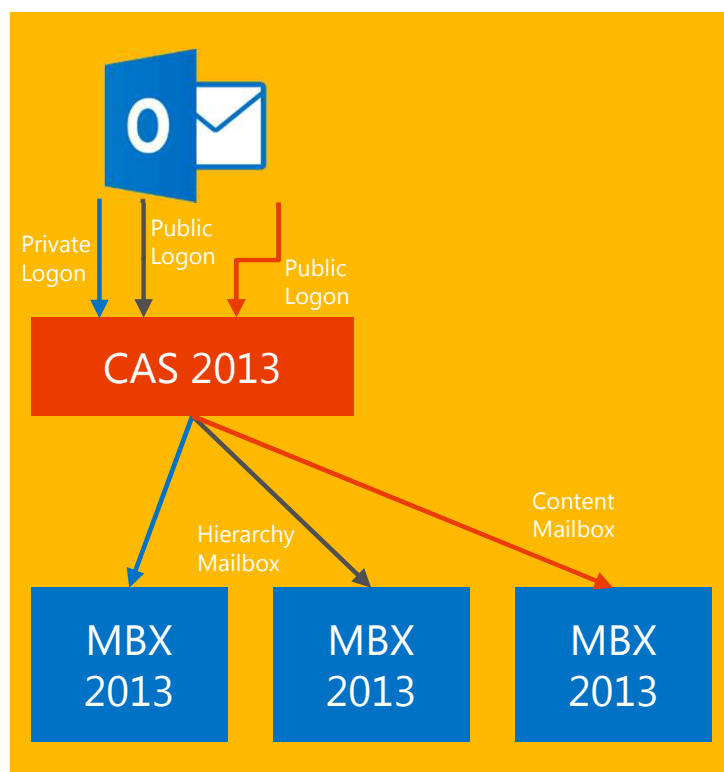 O
Private
Logon
Public
Logon
Public
Logon
CAS 2013
Content
Mailbox
Hierarchy
Mailbox
MBX
2013
MBX
2013
MBX
2013